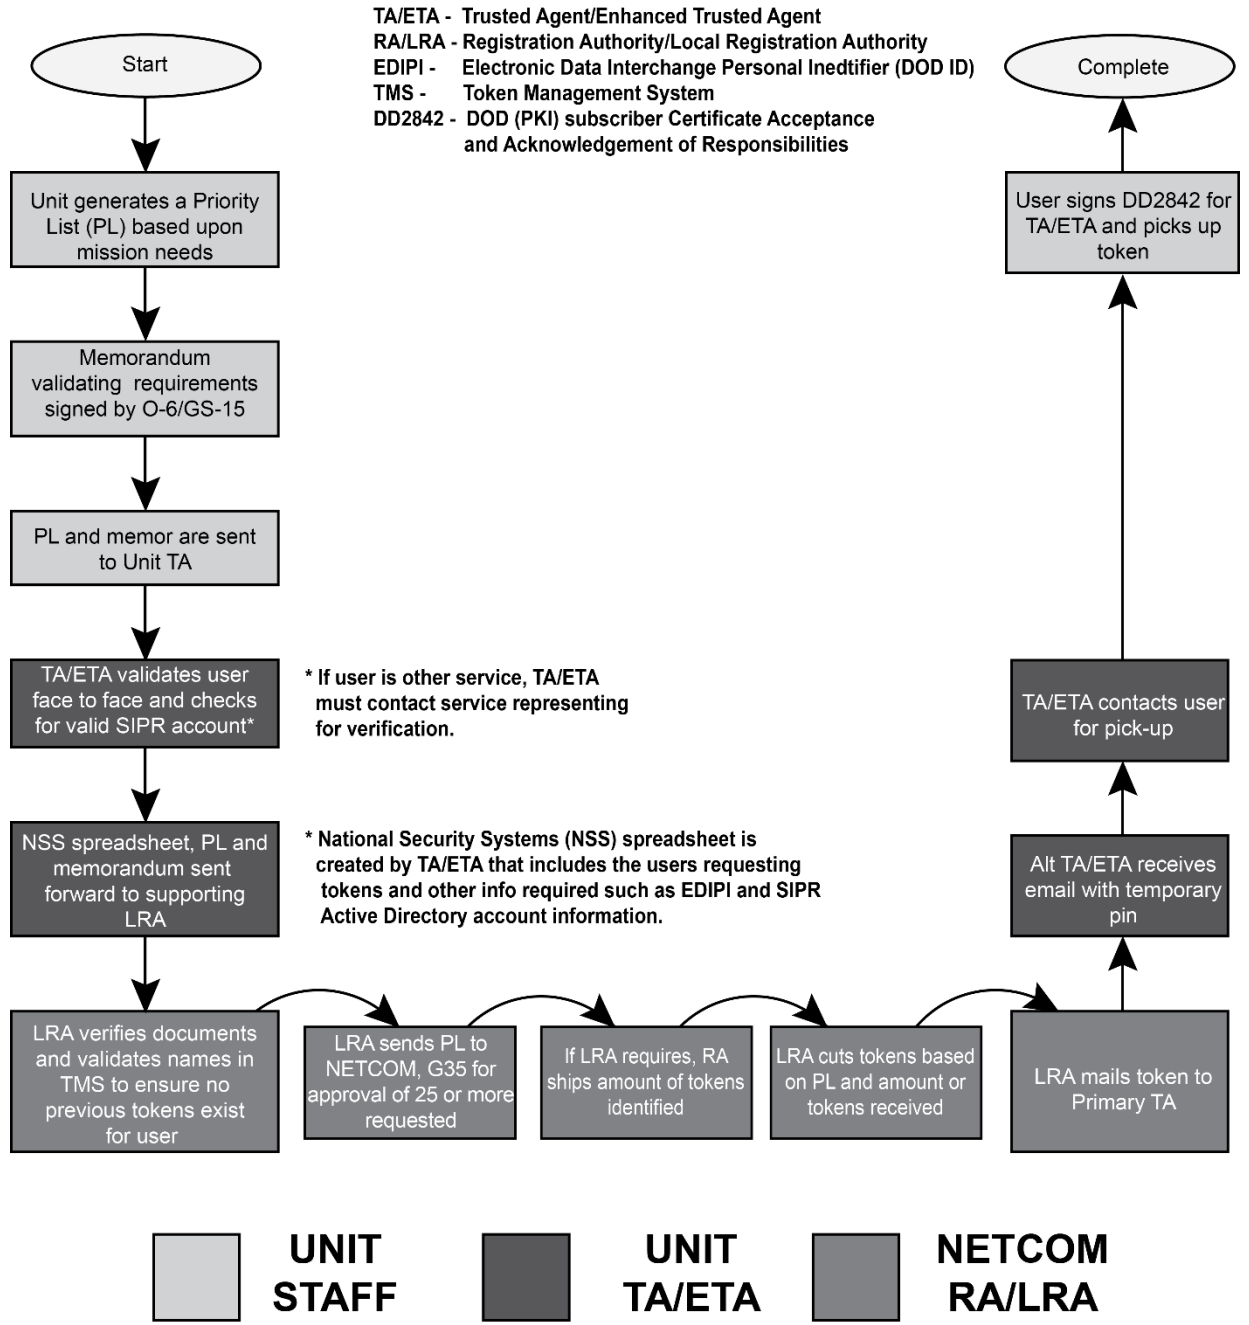 TA/ETA - Trusted Agent/Enhanced Trusted Agent
RA/LRA - Registration Authority/Local Registration Authority
EDIPI - Electronic Data Interchange Personal Inedtifier (DOD ID)
TMS - Token Management System
DD2842 - DOD (PKI) subscriber Certificate Acceptance
and Acknowledgement of Responsibilities
Start
Unit generates a Priority
List (PL) based upon
mission needs
Memorandum
validating requirements
signed by O-6/GS-15
PL and memor are sent
to Unit TA
TA/ETA validates user
face to face and checks
for valid SIPR account*
* If user is other service, TA/ETA
must contact service representing
for verification.
NSS spreadsheet, PL and
memorandum sent
forward to supporting
LRA
* National Security Systems (NSS) spreadsheet is
created by TA/ETA that includes the users requesting
tokens and other info required such as EDIPI and SIPR
Active Directory account information.
LRA verifies documents
and validates names in
TMS to ensure no
previous tokens exist
for user
LRA sends PL to
NETCOM, G35 for
approval of 25 or more
requested
If LRA requires, RA
ships amount of tokens
identified
LRA cuts tokens based
on PL and amount or
tokens received
LRA mails token to
Primary TA
Alt TA/ETA receives
email with temporary
pin
TA/ETA contacts user
for pick-up
User signs DD2842 for
TA/ETA and picks up
token
Complete
UNIT
STAFF
UNIT
TA/ETA
NETCOM
RA/LRA